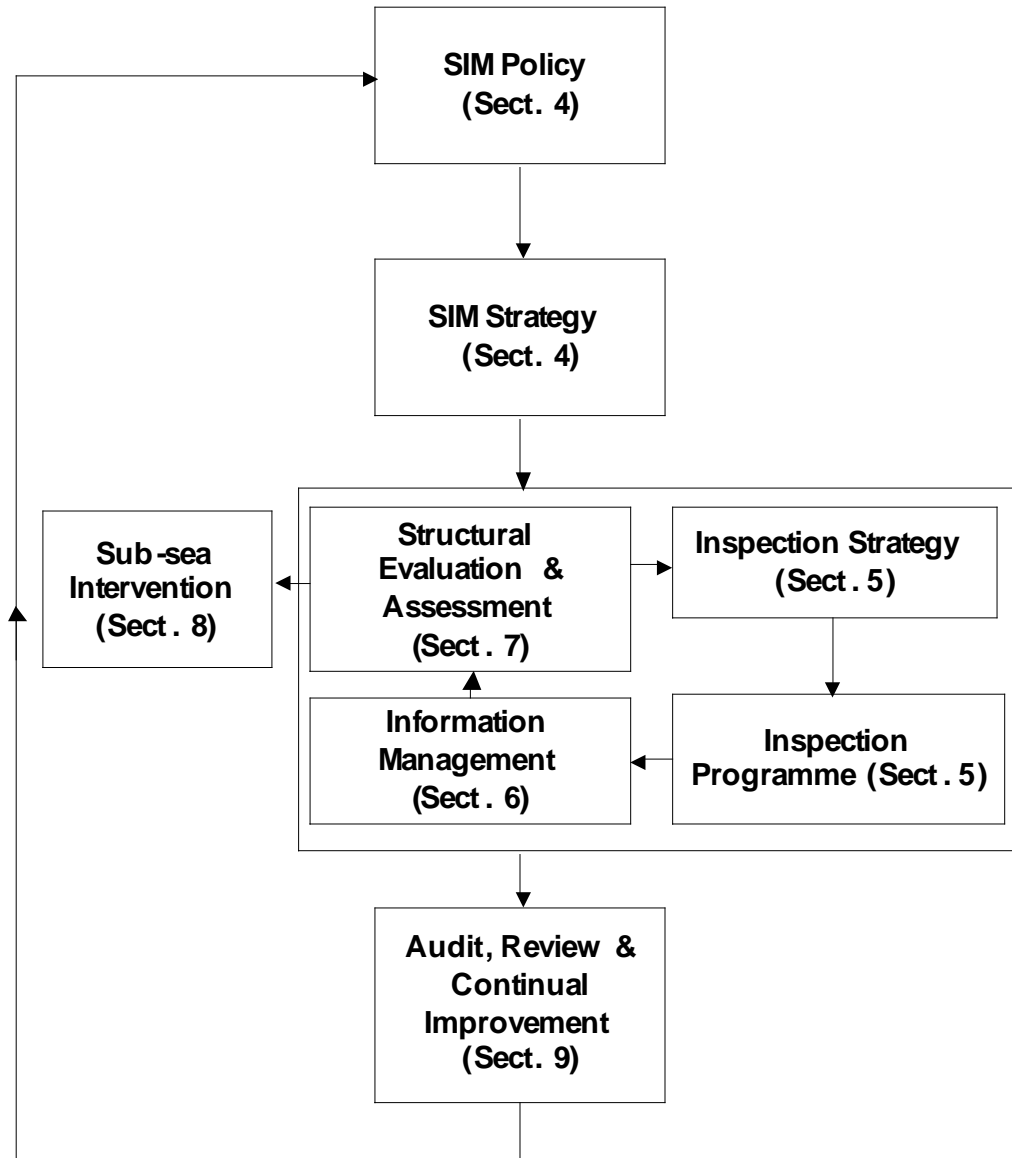 SIM Policy
(Sect. 4)
SIM Strategy
(Sect. 4)
Sub-sea
Intervention
(Sect. 8)
Structural
Evaluation &
Assessment
(Sect. 7)
Inspection Strategy
(Sect. 5)
Information
Management
(Sect. 6)
Inspection
Programme (Sect. 5)
Audit, Review &
Continual
Improvement
(Sect. 9)